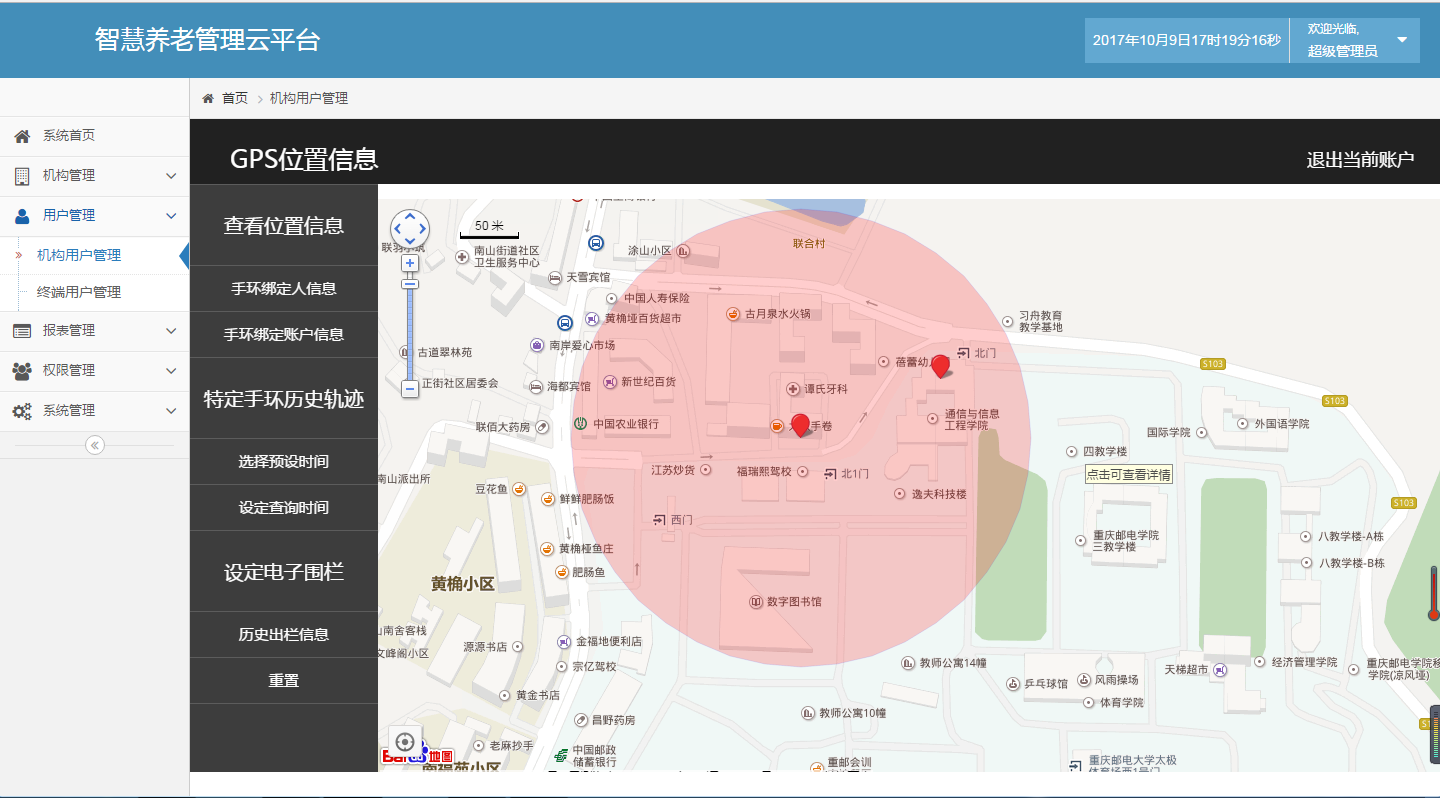 智慧养老管理云平台
2017年10月9日17时19分16秒
欢迎光临,
超级管理员
首页
机构用户管理
系统首页
机构管理
用户管理
机构用户管理
终端用户管理
报表管理
权限管理
系统管理
GPS位置信息
退出当前账户
查看位置信息
手环绑定人信息
手环绑定账户信息
特定手环历史轨迹
选择预设时间
设定查询时间
设定电子围栏
历史出栏信息
重置
50 米
南山街道社区
卫生服务中心
涂山小区
联合村
天雪宾馆
中国人寿保险
黄桷垭百货超市
古月泉水火锅
习舟教育
教学基地
南岸爱心市场
古道翠林苑
蓓蕾幼
北门
S103
正街社区居委会
海都宾馆
新世纪百货
谭氏牙科
S103
联佰大药房
中国农业银行
手卷
通信与信息
工程学院
国际学院
外国语学院
四教学楼
点击可查看详情
南山派出所
江苏炒货
福瑞熙驾校
北1门
豆花鱼
鲜鲜肥肠饭
逸夫科技楼
S103
西门
重庆邮电学院
三教学楼
八教学楼-A栋
黄桷桠鱼庄
八教学楼-B栋
肥肠鱼
黄桷小区
数字图书馆
山南舍客栈
源源书店
金福地便利店
文峰阁小区
宗亿驾校
教师公寓14幢
天梯超市
经济管理学院
重庆邮电学院移
学院(凉风垭)
乒乓球馆
风雨操场
黄金书店
体育学院
昌野药房
教师公寓10幢
老麻抄手
中国邮政
储蓄银行
Bai 地图
南福苑小区
重邮会训
重庆邮电大学太极
体育场西1号门